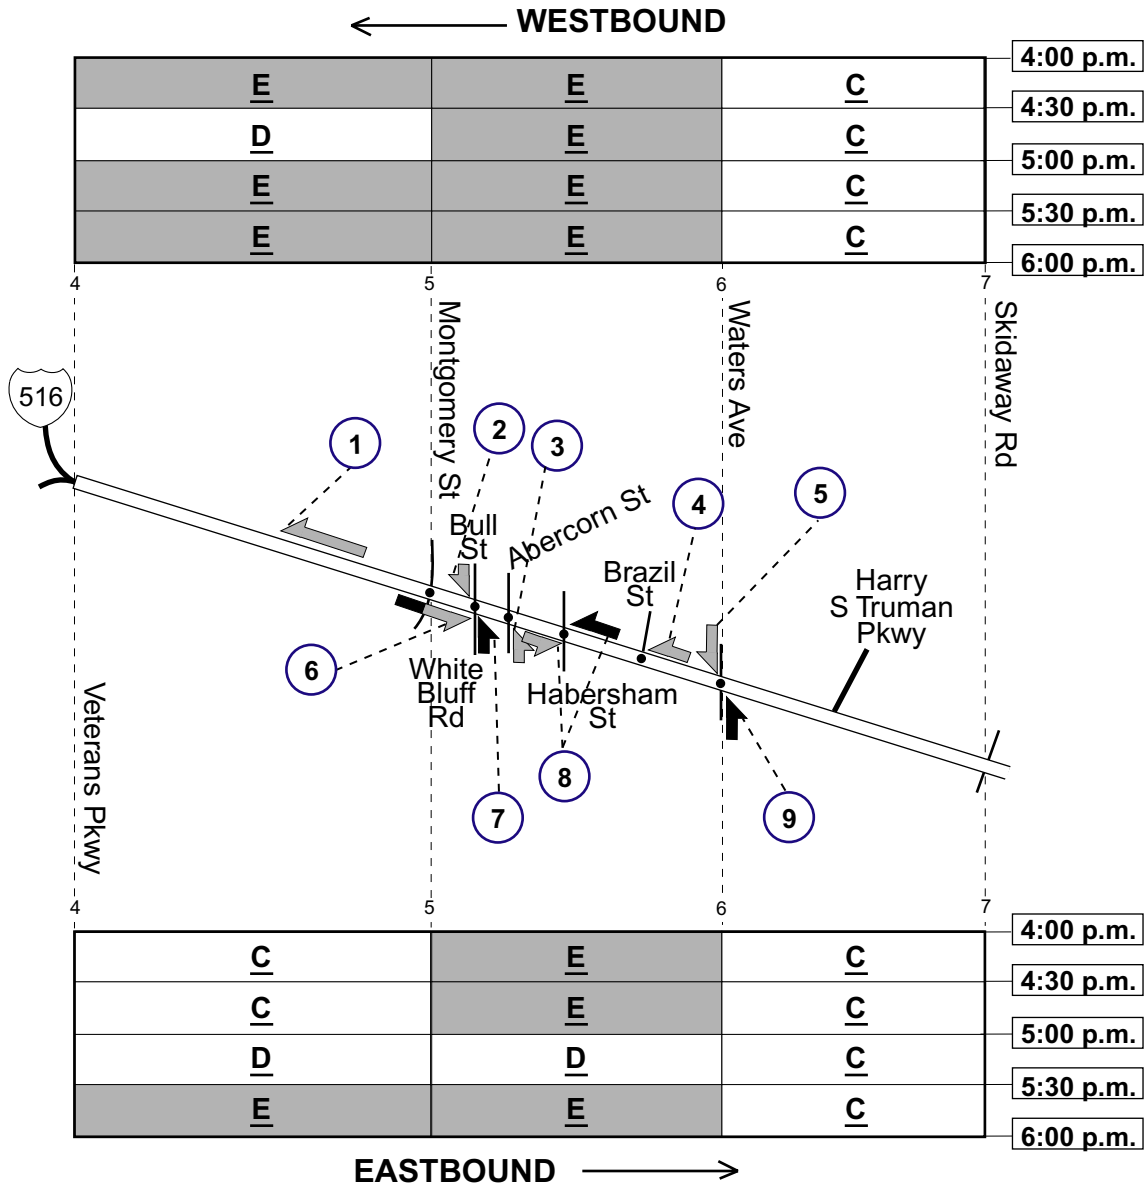 WESTBOUND
4:00 p.m.
E E C
4:30 p.m.
D E C
5:00 p.m.
E E C
5:30 p.m.
E E C
6:00 p.m.
4 5 6 7
Montgomery St
Waters Ave
Skidaway Rd
516
1
2
3
4
5
Bull
St
Abercorn St
Brazil
St
Harry
S Truman
Pkwy
6
White
Bluff
Rd
Habersham
St
Veterans Pkwy
7
8
9
4 5 6 7
4:00 p.m.
C E C
4:30 p.m.
C E C
5:00 p.m.
D D C
5:30 p.m.
E E C
6:00 p.m.
EASTBOUND